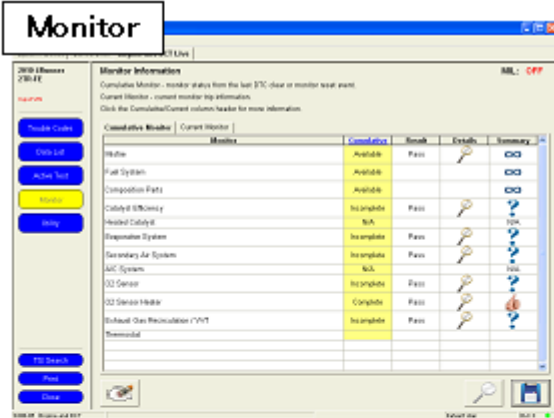 Monitor
Live
Monitor Information
MIL: OFF
Cumulative Monitor - monitor status from the last DTC clear or monitor reset event.
Current Monitor - current monitor trip information.
Click the Cumulative/Current column header for more information.
Trouble Codes
Cumulative Monitor Current Monitor
Monitor Cumulative Result Details Summary
Data List
Misfire Available Pass
Active Test
Fuel System Available
Monitor
Composition Parts Available
Utility
Catalyst Efficiency Incomplete Pass
Heated Catalyst N/A N/A
Evaporative System Incomplete Pass
Secondary Air System Incomplete Pass
A/C System N/A N/A
O2 Sensor Incomplete Pass
O2 Sensor Heater Complete Pass
Exhaust Gas Recirculation / VVT Incomplete Pass
Thermostat
TIS Search
Print
Close